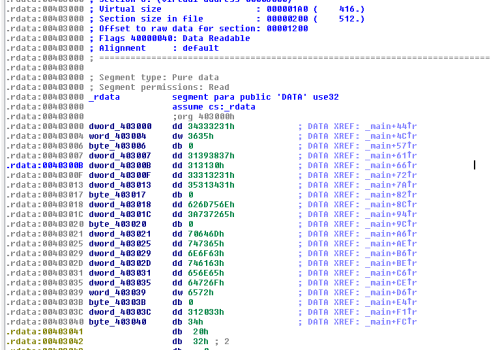 .rdata:00403000 ; Virtual size : 000001A0 ( 416.)
.rdata:00403000 ; Section size in file : 00000200 ( 512.)
.rdata:00403000 ; Offset to raw data for section: 00001200
.rdata:00403000 ; Flags 40000040: Data Readable
.rdata:00403000 ; Alignment : default
.rdata:00403000 ; ===========================================================================
.rdata:00403000
.rdata:00403000 ; Segment type: Pure data
.rdata:00403000 ; Segment permissions: Read
.rdata:00403000 _rdata segment para public 'DATA' use32
.rdata:00403000 assume cs:_rdata
.rdata:00403000 ;org 403000h
.rdata:00403000 dword_403000 dd 34333231h ; DATA XREF: _main+44↑r
.rdata:00403004 word_403004 dw 3635h ; DATA XREF: _main+4C↑r
.rdata:00403006 byte_403006 db 0 ; DATA XREF: _main+57↑r
.rdata:00403007 dword_403007 dd 31393837h ; DATA XREF: _main+61↑r
.rdata:0040300B dword_40300B dd 313130h ; DATA XREF: _main+66↑r
.rdata:0040300F dword_40300F dd 33313231h ; DATA XREF: _main+72↑r
.rdata:00403013 dword_403013 dd 35313431h ; DATA XREF: _main+7A↑r
.rdata:00403017 byte_403017 db 0 ; DATA XREF: _main+82↑r
.rdata:00403018 dword_403018 dd 626D756Eh ; DATA XREF: _main+8C↑r
.rdata:0040301C dword_40301C dd 3A737265h ; DATA XREF: _main+94↑r
.rdata:00403020 byte_403020 db 0 ; DATA XREF: _main+9C↑r
.rdata:00403021 dword_403021 dd 70646Dh ; DATA XREF: _main+A6↑r
.rdata:00403025 dword_403025 dd 747365h ; DATA XREF: _main+AE↑r
.rdata:00403029 dword_403029 dd 6E6F63h ; DATA XREF: _main+B6↑r
.rdata:0040302D dword_40302D dd 746163h ; DATA XREF: _main+BE↑r
.rdata:00403031 dword_403031 dd 656E65h ; DATA XREF: _main+C6↑r
.rdata:00403035 dword_403035 dd 64726Fh ; DATA XREF: _main+CE↑r
.rdata:00403039 word_403039 dw 6572h ; DATA XREF: _main+D6↑r
.rdata:0040303B byte_40303B db 0 ; DATA XREF: _main+E4↑r
.rdata:0040303C dword_40303C dd 312033h ; DATA XREF: _main+F1↑r
.rdata:00403040 byte_403040 db 34h ; DATA XREF: _main+FC↑r
.rdata:00403041 db 20h
.rdata:00403042 db 32h ; 2